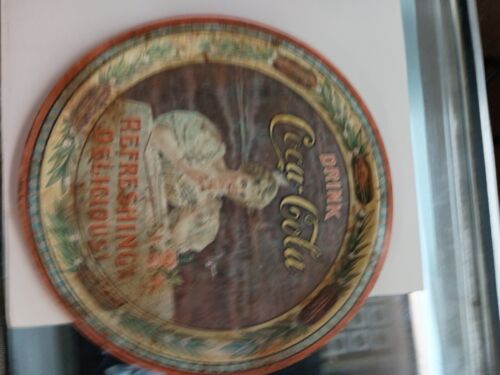 DRINK
Coca-Cola
REFRESHING &
DELICIOUS!